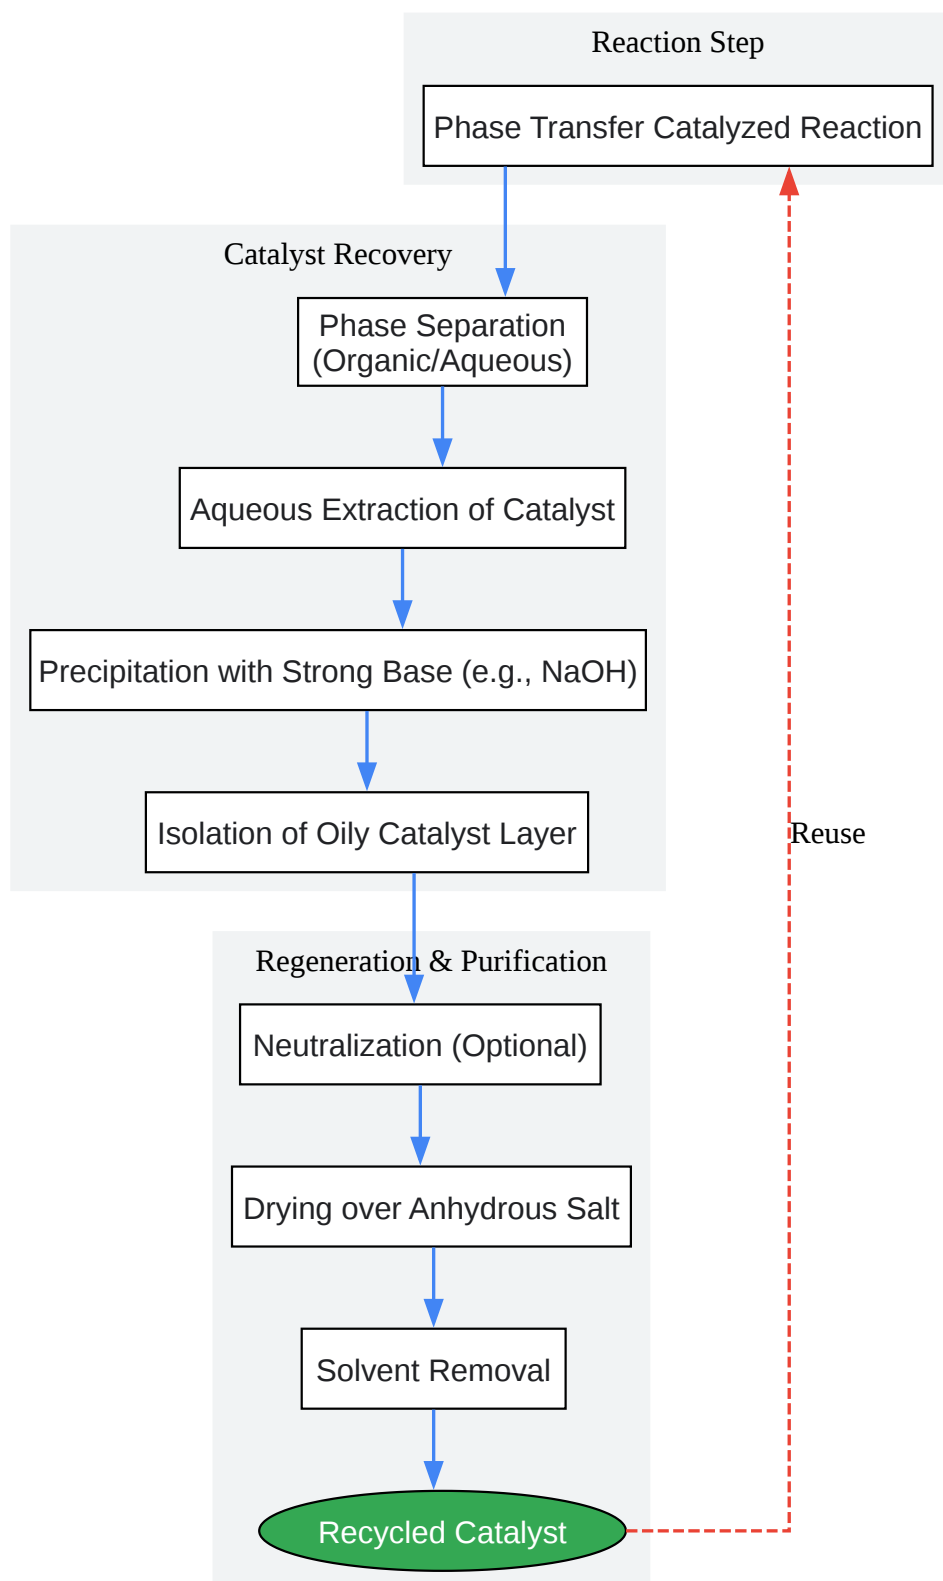 Reaction Step
Phase Transfer Catalyzed Reaction
Catalyst Recovery
Phase Separation
(Organic/Aqueous)
Aqueous Extraction of Catalyst
Precipitation with Strong Base (e.g., NaOH)
Isolation of Oily Catalyst Layer
Reuse
Regeneration & Purification
Neutralization (Optional)
Drying over Anhydrous Salt
Solvent Removal
Recycled Catalyst